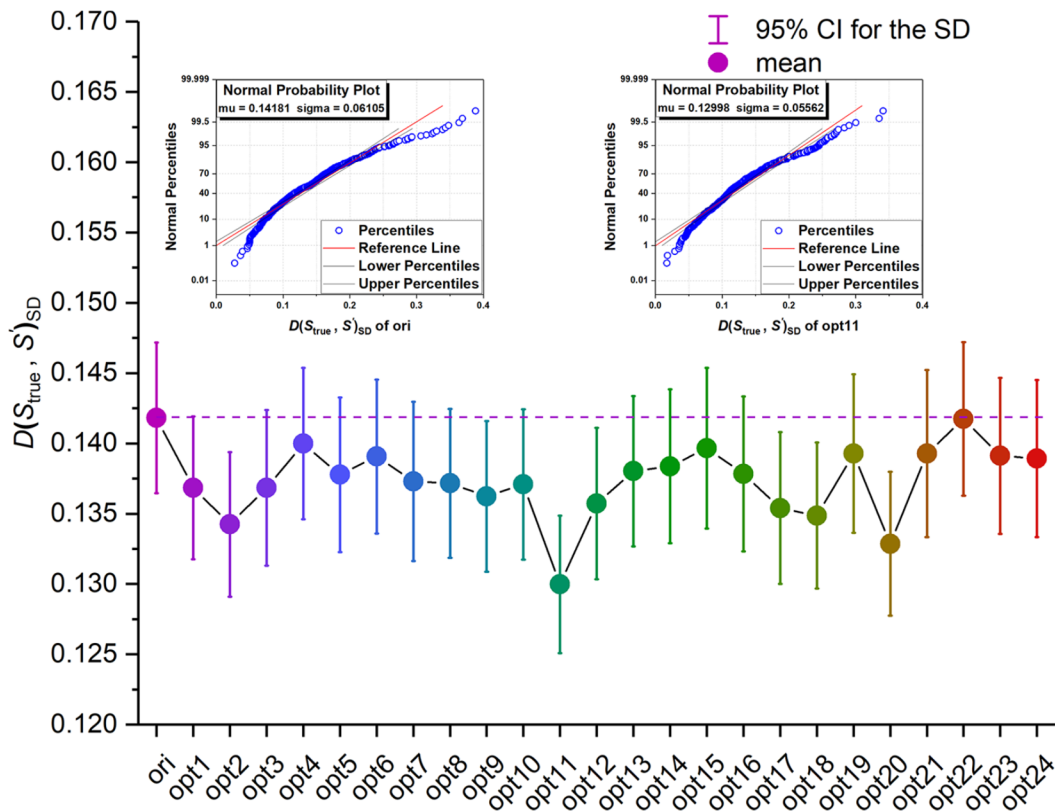 95% CI for the SD
mean
0.170
0.165
0.160
0.155
0.150
0.145
0.140
0.135
0.130
0.125
0.120
D(S_true , S')_SD
Normal Probability Plot
mu = 0.14181 sigma = 0.06105
Normal Percentiles
99.999
99.5
95
70
40
10
1
0.01
Percentiles
Reference Line
Lower Percentiles
Upper Percentiles
0.0 0.1 0.2 0.3 0.4
D(S_true , S')_SD of ori
Normal Probability Plot
mu = 0.12998 sigma = 0.05562
Normal Percentiles
99.999
99.5
95
70
40
10
1
0.01
Percentiles
Reference Line
Lower Percentiles
Upper Percentiles
0.0 0.1 0.2 0.3 0.4
D(S_true , S')_SD of opt11
ori opt1 opt2 opt3 opt4 opt5 opt6 opt7 opt8 opt9 opt10 opt11 opt12 opt13 opt14 opt15 opt16 opt17 opt18 opt19 opt20 opt21 opt22 opt23 opt24